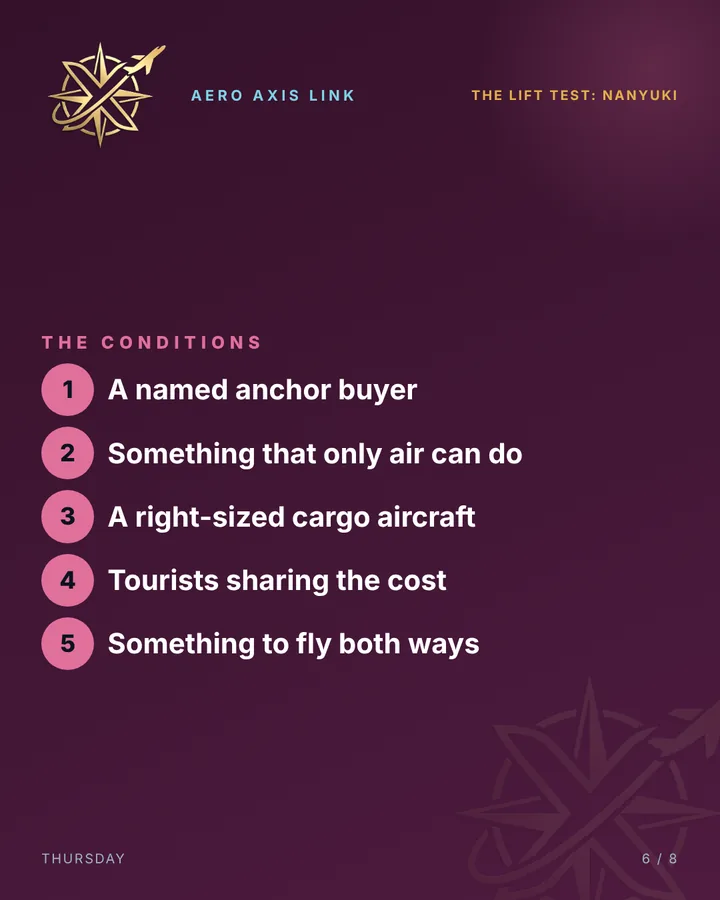 AERO AXIS LINK
THE LIFT TEST: NANYUKI
THE CONDITIONS
1 A named anchor buyer
2 Something that only air can do
3 A right-sized cargo aircraft
4 Tourists sharing the cost
5 Something to fly both ways
THURSDAY
6 / 8